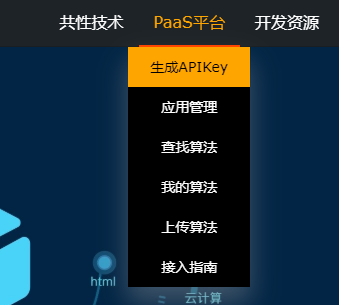 共性技术 PaaS平台 开发资源
生成APIKey
应用管理
查找算法
我的算法
上传算法
接入指南
html
云计算